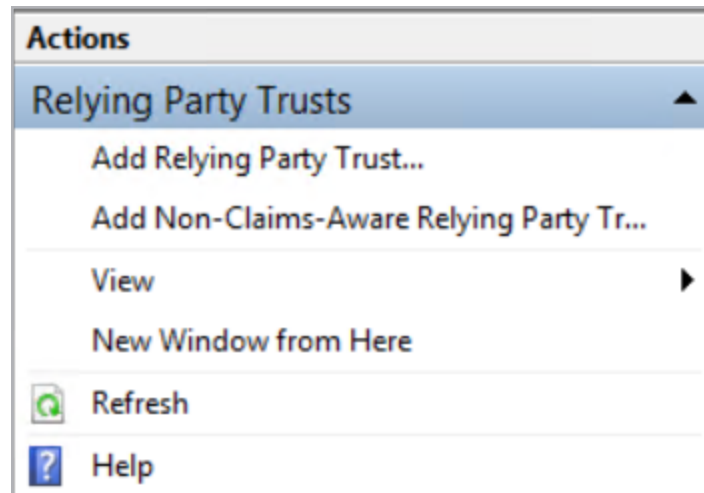 Actions
Relying Party Trusts
Add Relying Party Trust...
Add Non-Claims-Aware Relying Party Tr...
View
New Window from Here
Refresh
Help